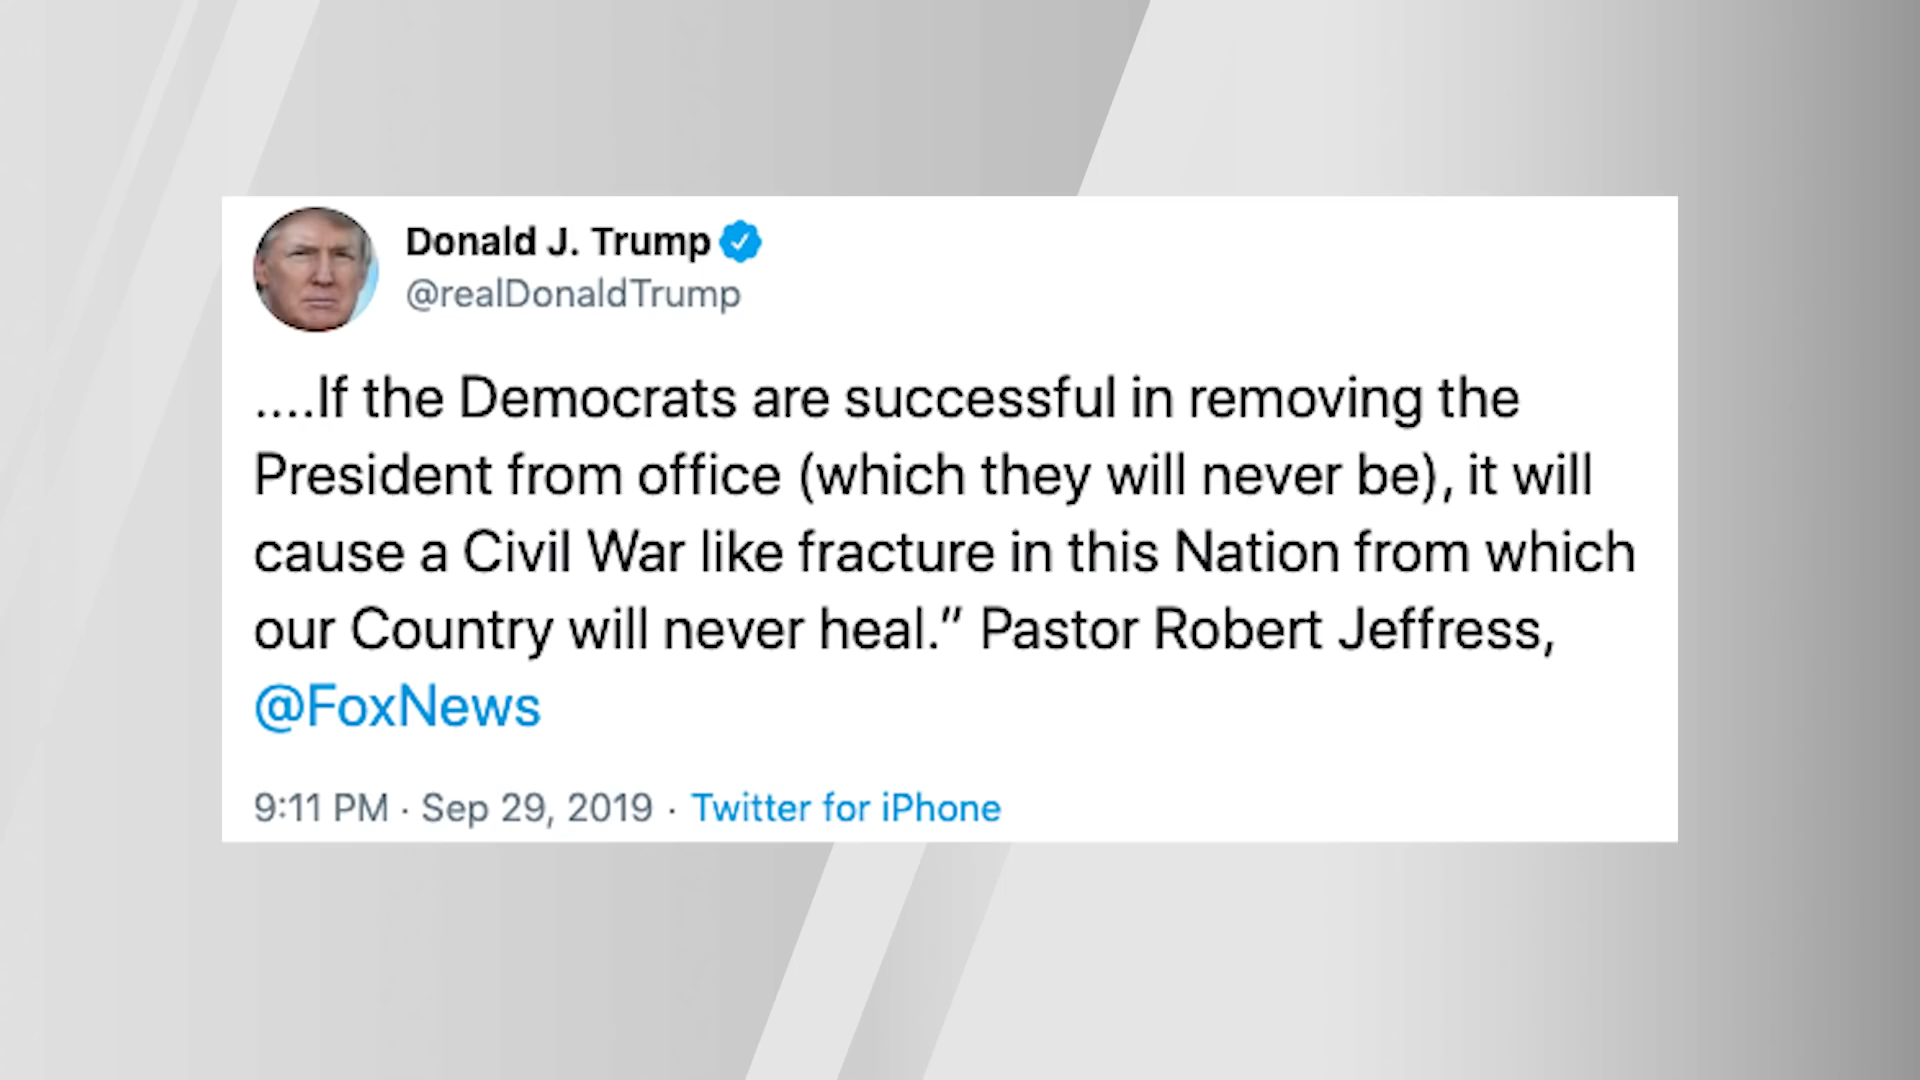 Donald J. Trump
@realDonaldTrump
....If the Democrats are successful in removing the
President from office (which they will never be), it will
cause a Civil War like fracture in this Nation from which
our Country will never heal.” Pastor Robert Jeffress,
@FoxNews
9:11 PM · Sep 29, 2019 · Twitter for iPhone